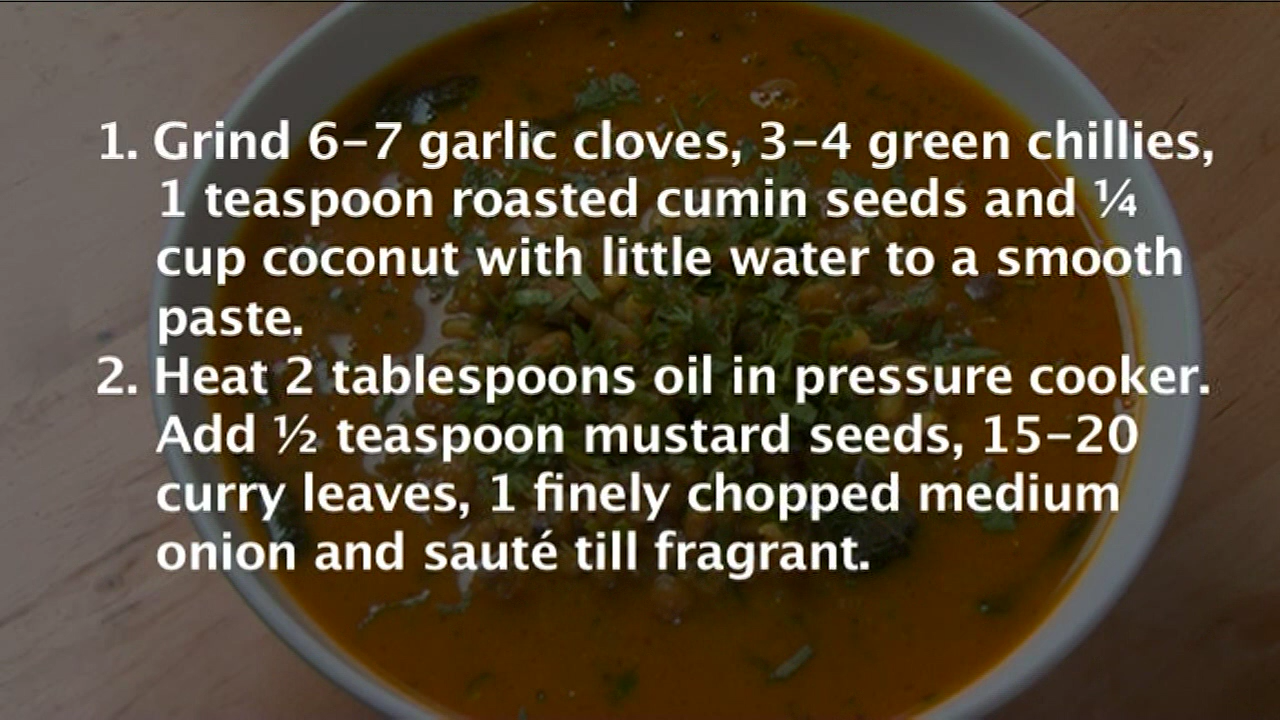 1. Grind 6–7 garlic cloves, 3–4 green chillies,
1 teaspoon roasted cumin seeds and ¼
cup coconut with little water to a smooth
paste.
2. Heat 2 tablespoons oil in pressure cooker.
Add ½ teaspoon mustard seeds, 15–20
curry leaves, 1 finely chopped medium
onion and sauté till fragrant.